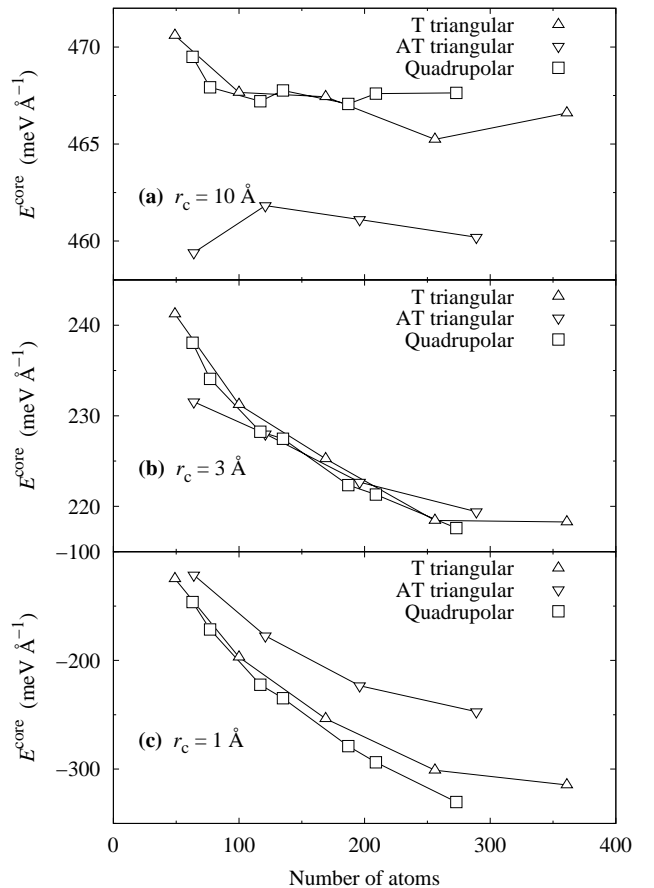 T triangular
AT triangular
Quadrupolar
470
465
460
E^core (meV Å⁻¹)
(a) r_c = 10 Å
T triangular
AT triangular
Quadrupolar
240
230
220
E^core (meV Å⁻¹)
(b) r_c = 3 Å
−100
T triangular
AT triangular
Quadrupolar
−200
−300
E^core (meV Å⁻¹)
(c) r_c = 1 Å
0 100 200 300 400
Number of atoms